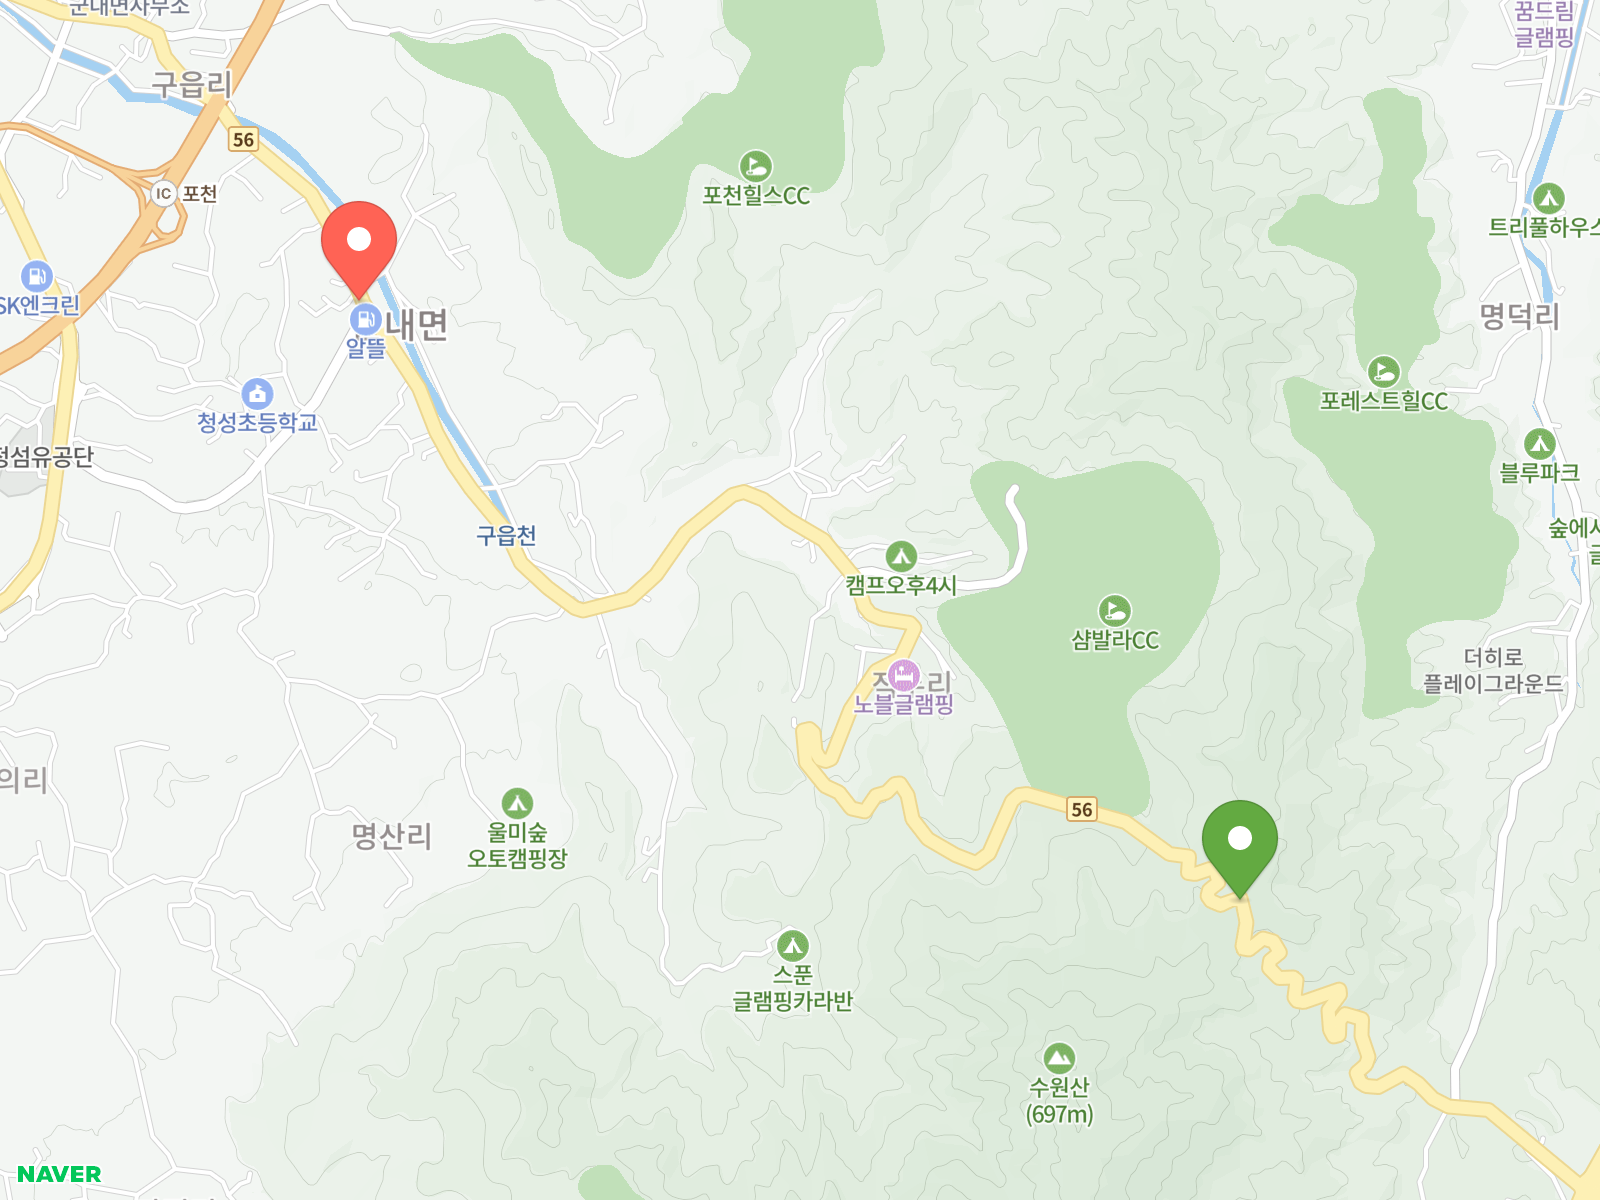 군내면사무소
꿈드림
글램핑
구읍리
56
IC 포천
포천힐스CC
트리풀하우스
SK엔크린
내면
알뜰
명덕리
청성초등학교
포레스트힐CC
정섬유공단
블루파크
구읍천
숲에서
글
캠프오후4시
샴발라CC
더히로
플레이그라운드
노블글램핑
의리
명산리
울미숲
오토캠핑장
56
스푼
글램핑카라반
수원산
(697m)
NAVER